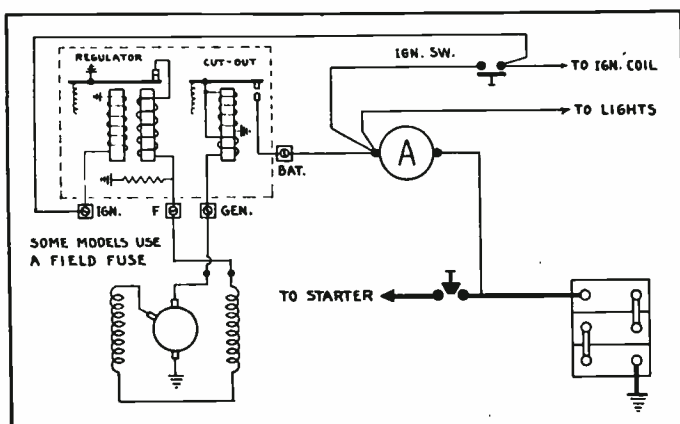 IGN. SW.
REGULATOR
CUT-OUT
TO IGN. COIL
TO LIGHTS
A
BAT.
IGN.
F
GEN.
SOME MODELS USE
A FIELD FUSE
TO STARTER